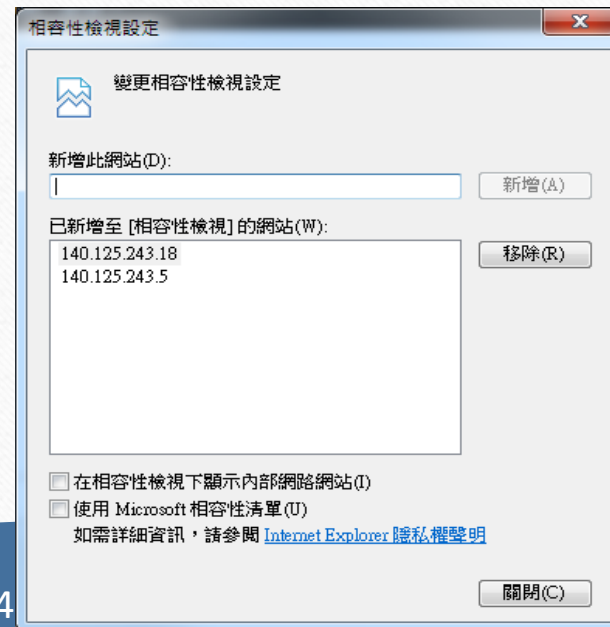 相容性檢視設定
變更相容性檢視設定
新增此網站(D):
新增(A)
已新增至 [相容性檢視] 的網站(W):
140.125.243.18
移除(R)
140.125.243.5
在相容性檢視下顯示內部網路網站(I)
使用 Microsoft 相容性清單(U)
如需詳細資訊，請參閱 Internet Explorer 隱私權聲明
關閉(C)
4